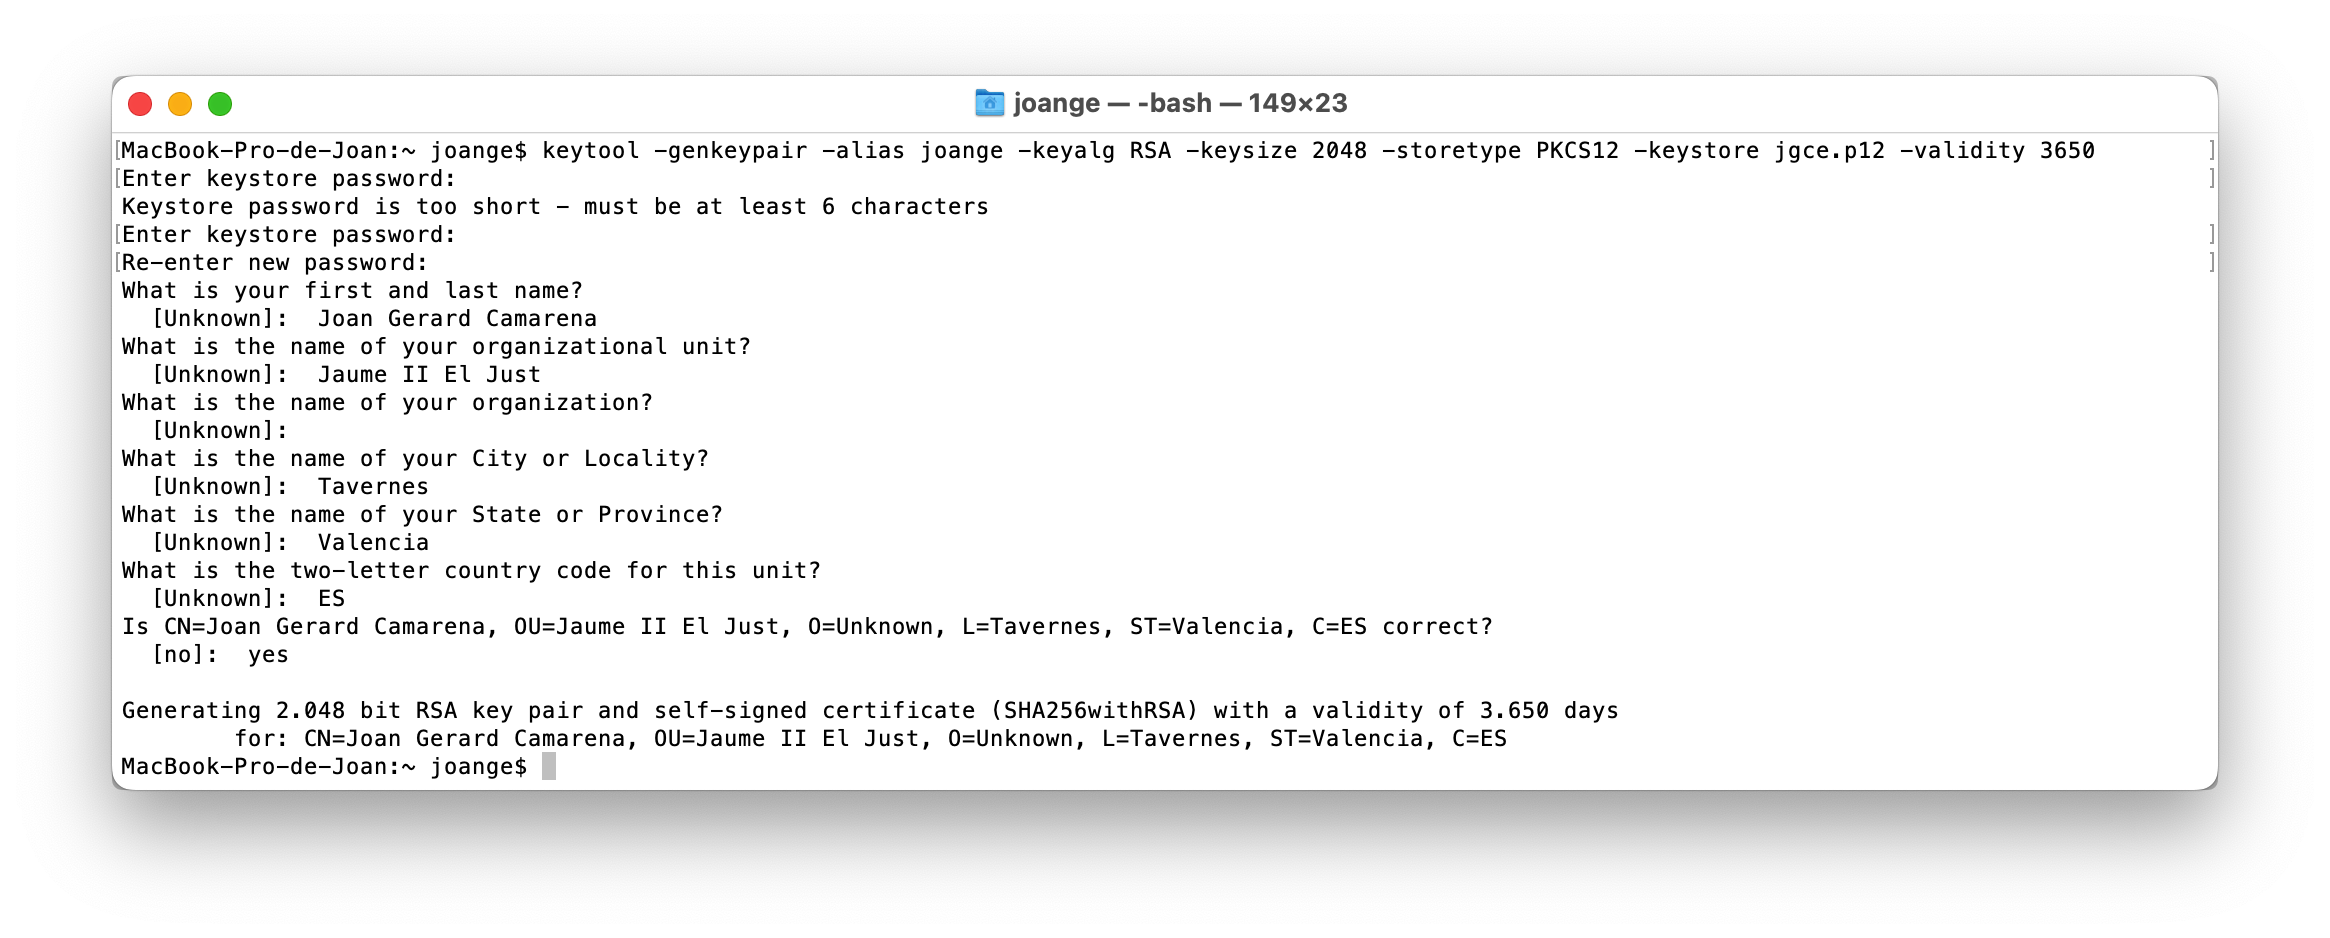 joange — -bash — 149×23
[MacBook-Pro-de-Joan:~ joange$ keytool -genkeypair -alias joange -keyalg RSA -keysize 2048 -storetype PKCS12 -keystore jgce.p12 -validity 3650 ]
[Enter keystore password: ]
Keystore password is too short - must be at least 6 characters
[Enter keystore password: ]
[Re-enter new password: ]
What is your first and last name?
  [Unknown]:  Joan Gerard Camarena
What is the name of your organizational unit?
  [Unknown]:  Jaume II El Just
What is the name of your organization?
  [Unknown]:
What is the name of your City or Locality?
  [Unknown]:  Tavernes
What is the name of your State or Province?
  [Unknown]:  Valencia
What is the two-letter country code for this unit?
  [Unknown]:  ES
Is CN=Joan Gerard Camarena, OU=Jaume II El Just, O=Unknown, L=Tavernes, ST=Valencia, C=ES correct?
  [no]:  yes
Generating 2.048 bit RSA key pair and self-signed certificate (SHA256withRSA) with a validity of 3.650 days
        for: CN=Joan Gerard Camarena, OU=Jaume II El Just, O=Unknown, L=Tavernes, ST=Valencia, C=ES
MacBook-Pro-de-Joan:~ joange$